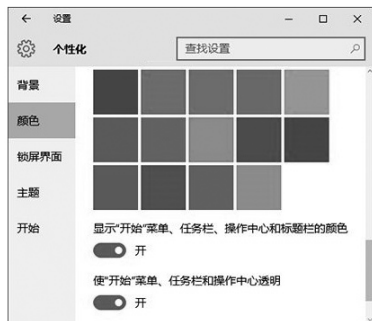 设置
个性化
查找设置
背景
颜色
锁屏界面
主题
开始
显示"开始"菜单、任务栏、操作中心和标题栏的颜色
开
使"开始"菜单、任务栏和操作中心透明
开